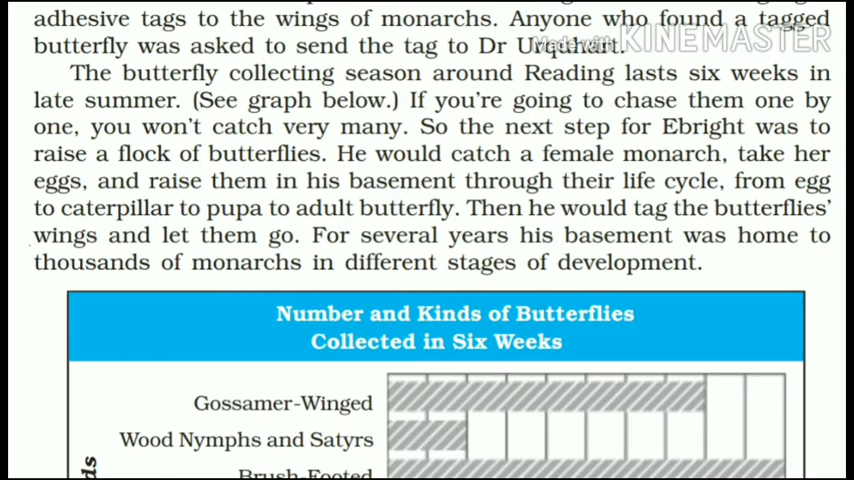 adhesive tags to the wings of monarchs. Anyone who found a tagged
butterfly was asked to send the tag to Dr Urquhart.
Made with KINEMASTER
The butterfly collecting season around Reading lasts six weeks in
late summer. (See graph below.) If you’re going to chase them one by
one, you won’t catch very many. So the next step for Ebright was to
raise a flock of butterflies. He would catch a female monarch, take her
eggs, and raise them in his basement through their life cycle, from egg
to caterpillar to pupa to adult butterfly. Then he would tag the butterflies’
wings and let them go. For several years his basement was home to
thousands of monarchs in different stages of development.
Number and Kinds of Butterflies
Collected in Six Weeks
Gossamer-Winged
Wood Nymphs and Satyrs
Brush-Footed